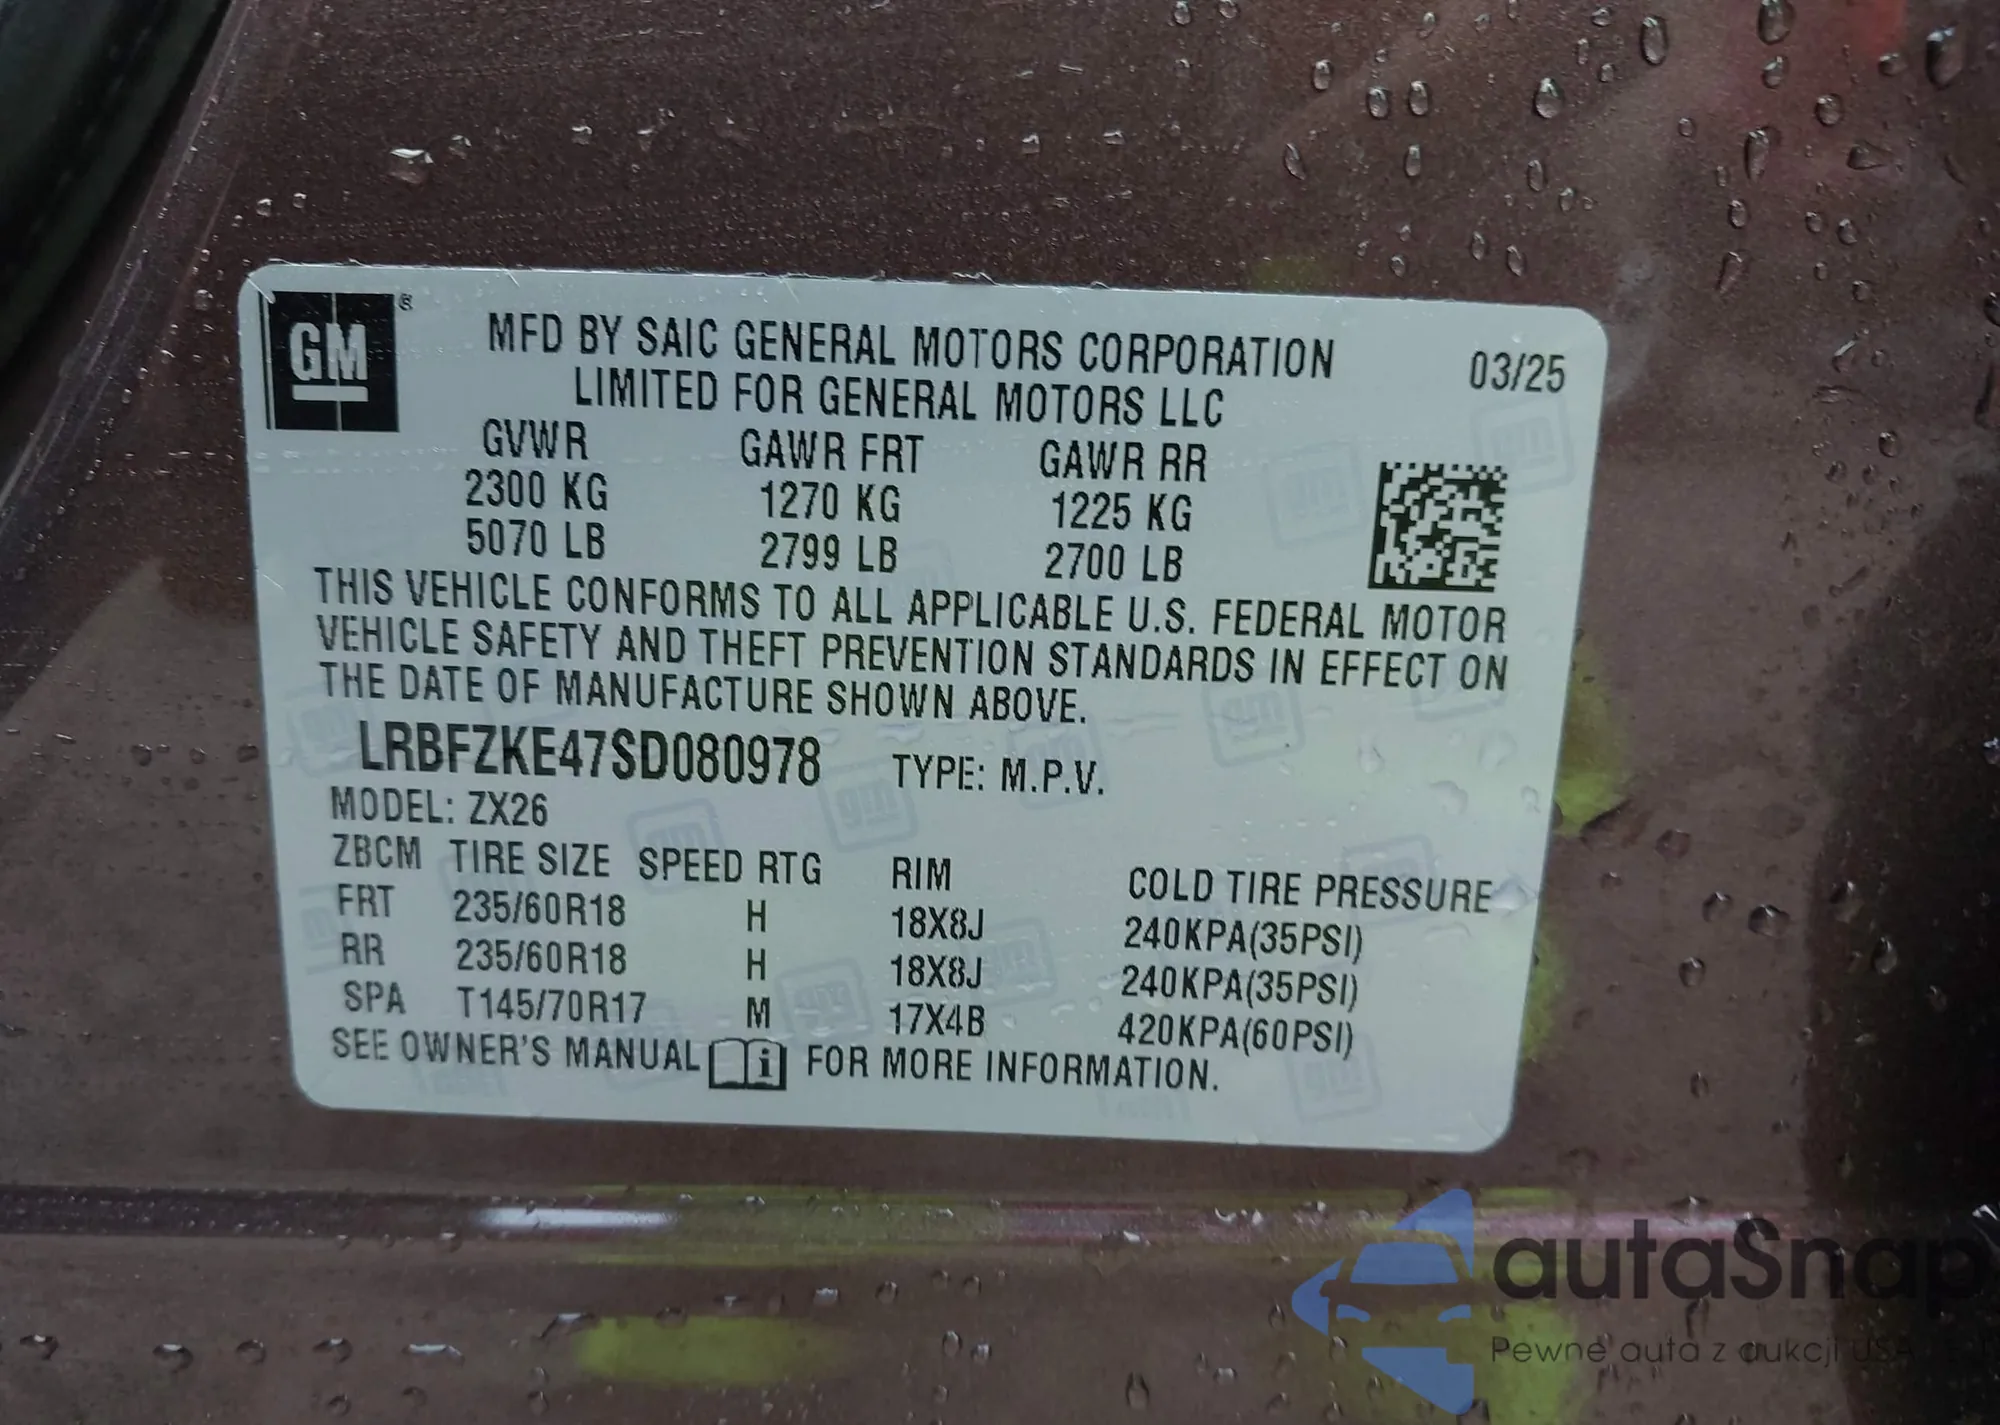 GM ®
MFD BY SAIC GENERAL MOTORS CORPORATION
LIMITED FOR GENERAL MOTORS LLC
03/25
GVWR GAWR FRT GAWR RR
2300 KG 1270 KG 1225 KG
5070 LB 2799 LB 2700 LB
THIS VEHICLE CONFORMS TO ALL APPLICABLE U.S. FEDERAL MOTOR
VEHICLE SAFETY AND THEFT PREVENTION STANDARDS IN EFFECT ON
THE DATE OF MANUFACTURE SHOWN ABOVE.
LRBFZKE47SD080978 TYPE: M.P.V.
MODEL: ZX26
ZBCM TIRE SIZE SPEED RTG RIM COLD TIRE PRESSURE
FRT 235/60R18 H 18X8J 240KPA(35PSI)
RR 235/60R18 H 18X8J 240KPA(35PSI)
SPA T145/70R17 M 17X4B 420KPA(60PSI)
SEE OWNER'S MANUAL i FOR MORE INFORMATION.
autaSnap
Pewne auta z aukcji USA